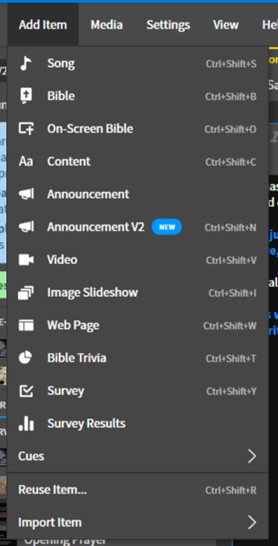 Add Item Media Settings View Hel
Song Ctrl+Shift+S
Bible Ctrl+Shift+B
On-Screen Bible Ctrl+Shift+O
Aa Content Ctrl+Shift+C
Announcement
Announcement V2 NEW Ctrl+Shift+N
Video Ctrl+Shift+V
Image Slideshow Ctrl+Shift+I
Web Page Ctrl+Shift+W
Bible Trivia Ctrl+Shift+T
Survey Ctrl+Shift+Y
Survey Results
Cues
Reuse Item... Ctrl+Shift+R
Import Item
Opening Prayer